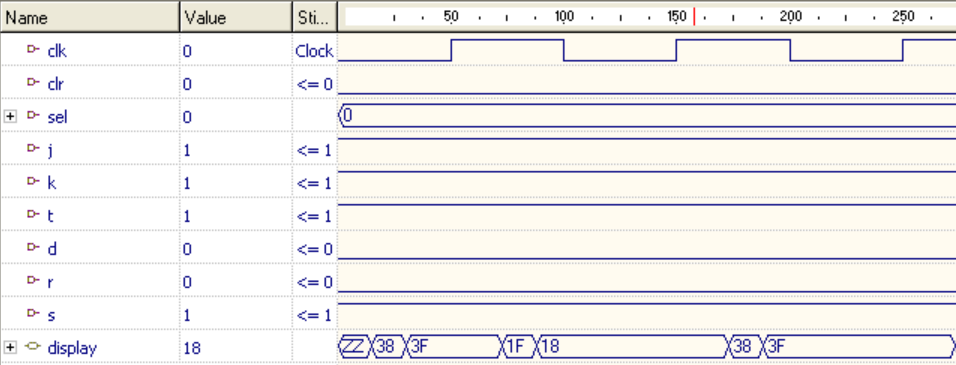 Name Value Sti... 50 100 150 200 250
clk 0 Clock
clr 0 <= 0
sel 0 0
j 1 <= 1
k 1 <= 1
t 1 <= 1
d 0 <= 0
r 0 <= 0
s 1 <= 1
display 18 ZZ 38 3F 1F 18 38 3F